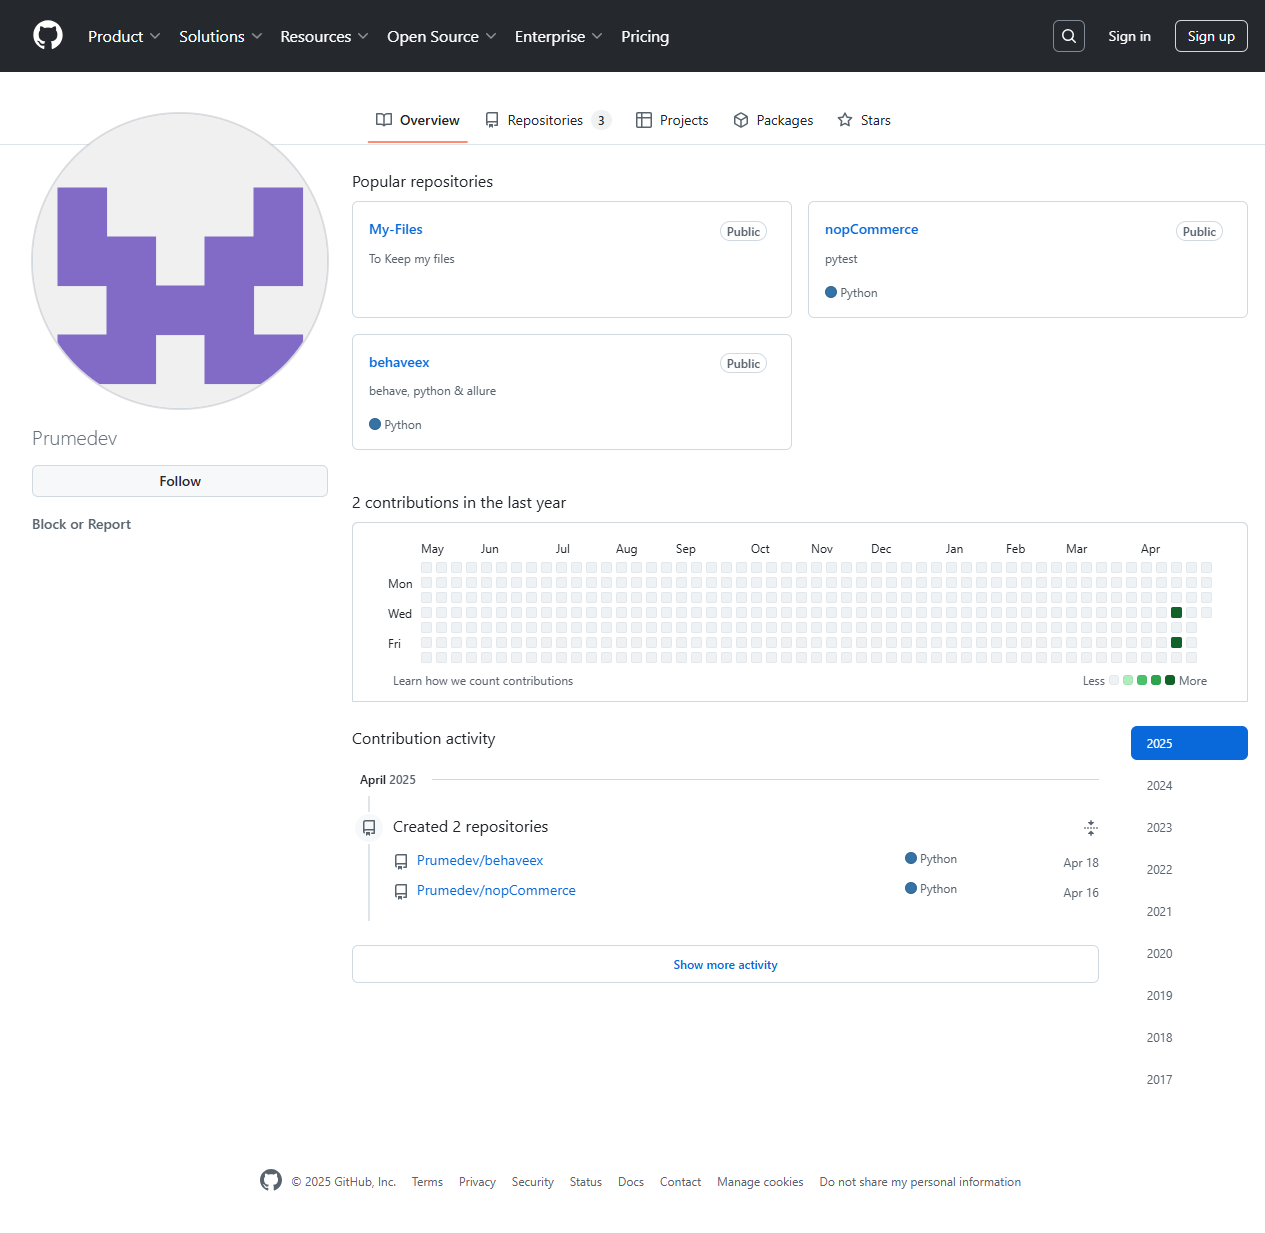 Product Solutions Resources Open Source Enterprise Pricing Sign in Sign up
Overview Repositories 3 Projects Packages Stars
Prumedev
Follow
Block or Report
Popular repositories
My-Files Public
To Keep my files
nopCommerce Public
pytest
Python
behaveex Public
behave, python & allure
Python
2 contributions in the last year
May Jun Jul Aug Sep Oct Nov Dec Jan Feb Mar Apr
Mon
Wed
Fri
Learn how we count contributions
Less More
Contribution activity
April 2025
Created 2 repositories
Prumedev/behaveex Python Apr 18
Prumedev/nopCommerce Python Apr 16
Show more activity
2025
2024
2023
2022
2021
2020
2019
2018
2017
© 2025 GitHub, Inc. Terms Privacy Security Status Docs Contact Manage cookies Do not share my personal information